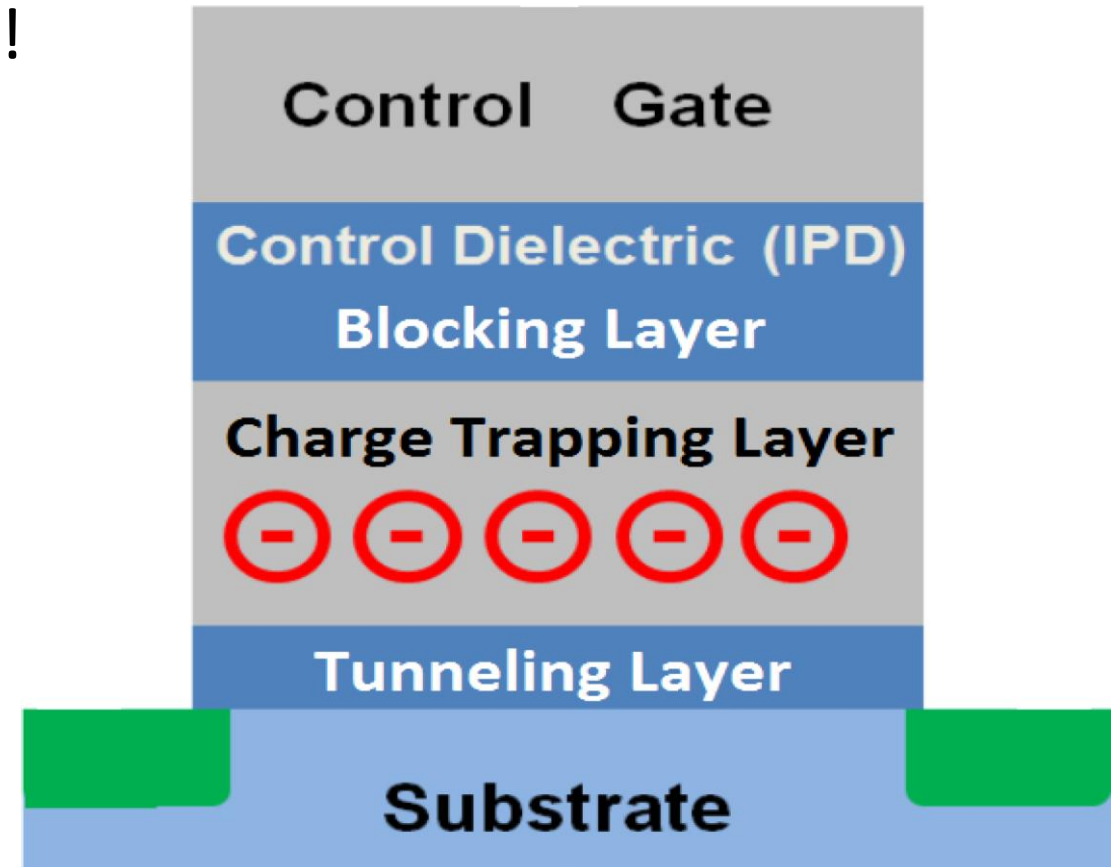 !
Control Gate
Control Dielectric (IPD)
Blocking Layer
Charge Trapping Layer
- - - - -
Tunneling Layer
Substrate